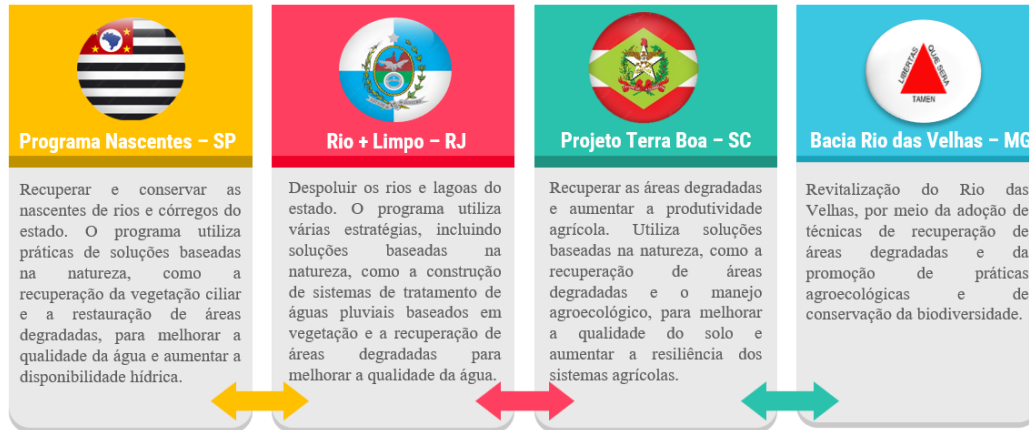 LIBERTAS QUÆ SERA
TAMEN
Programa Nascentes – SP
Recuperar e conservar as
nascentes de rios e córregos do
estado. O programa utiliza
práticas de soluções baseadas
na natureza, como a
recuperação da vegetação ciliar
e a restauração de áreas
degradadas, para melhorar a
qualidade da água e aumentar a
disponibilidade hídrica.
Rio + Limpo – RJ
Despoluir os rios e lagoas do
estado. O programa utiliza
várias estratégias, incluindo
soluções baseadas na
natureza, como a construção
de sistemas de tratamento de
águas pluviais baseados em
vegetação e a recuperação de
áreas degradadas para
melhorar a qualidade da água.
Projeto Terra Boa – SC
Recuperar as áreas degradadas
e aumentar a produtividade
agrícola. Utiliza soluções
baseadas na natureza, como a
recuperação de áreas
degradadas e o manejo
agroecológico, para melhorar
a qualidade do solo e
aumentar a resiliência dos
sistemas agrícolas.
Bacia Rio das Velhas – MG
Revitalização do Rio das
Velhas, por meio da adoção de
técnicas de recuperação de
áreas degradadas e da
promoção de práticas
agroecológicas e de
conservação da biodiversidade.